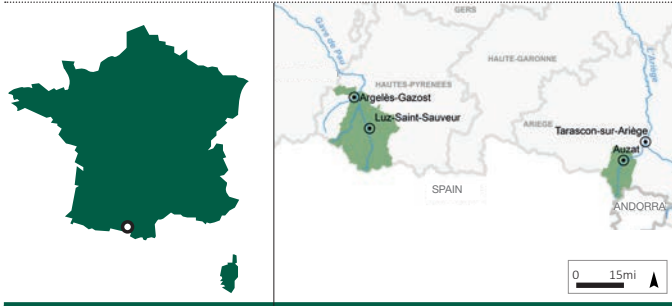 GERS
Gave de Pau
HAUTE-GARONNE
L'Ariège
HAUTES-PYRENEES
Argelès-Gazost
Luz-Saint-Sauveur
ARIEGE
Tarascon-sur-Ariège
Auzat
SPAIN
ANDORRA
0 15mi